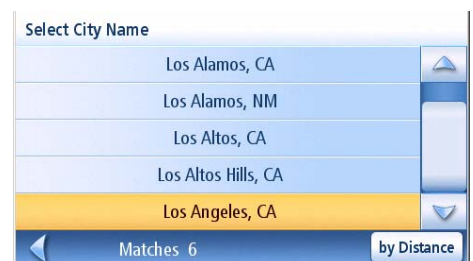 Select City Name
Los Alamos, CA
Los Alamos, NM
Los Altos, CA
Los Altos Hills, CA
Los Angeles, CA
Matches 6 by Distance